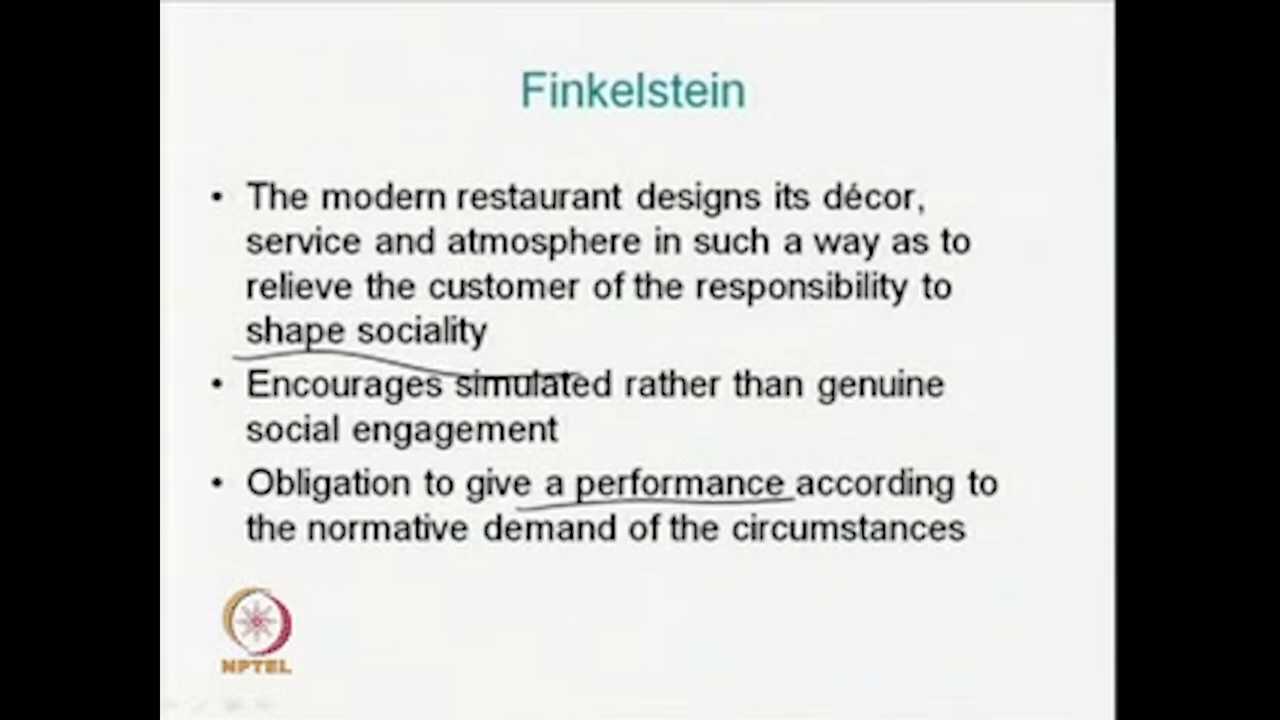 Finkelstein
• The modern restaurant designs its décor,
service and atmosphere in such a way as to
relieve the customer of the responsibility to
shape sociality
• Encourages simulated rather than genuine
social engagement
• Obligation to give a performance according to
the normative demand of the circumstances
NPTEL